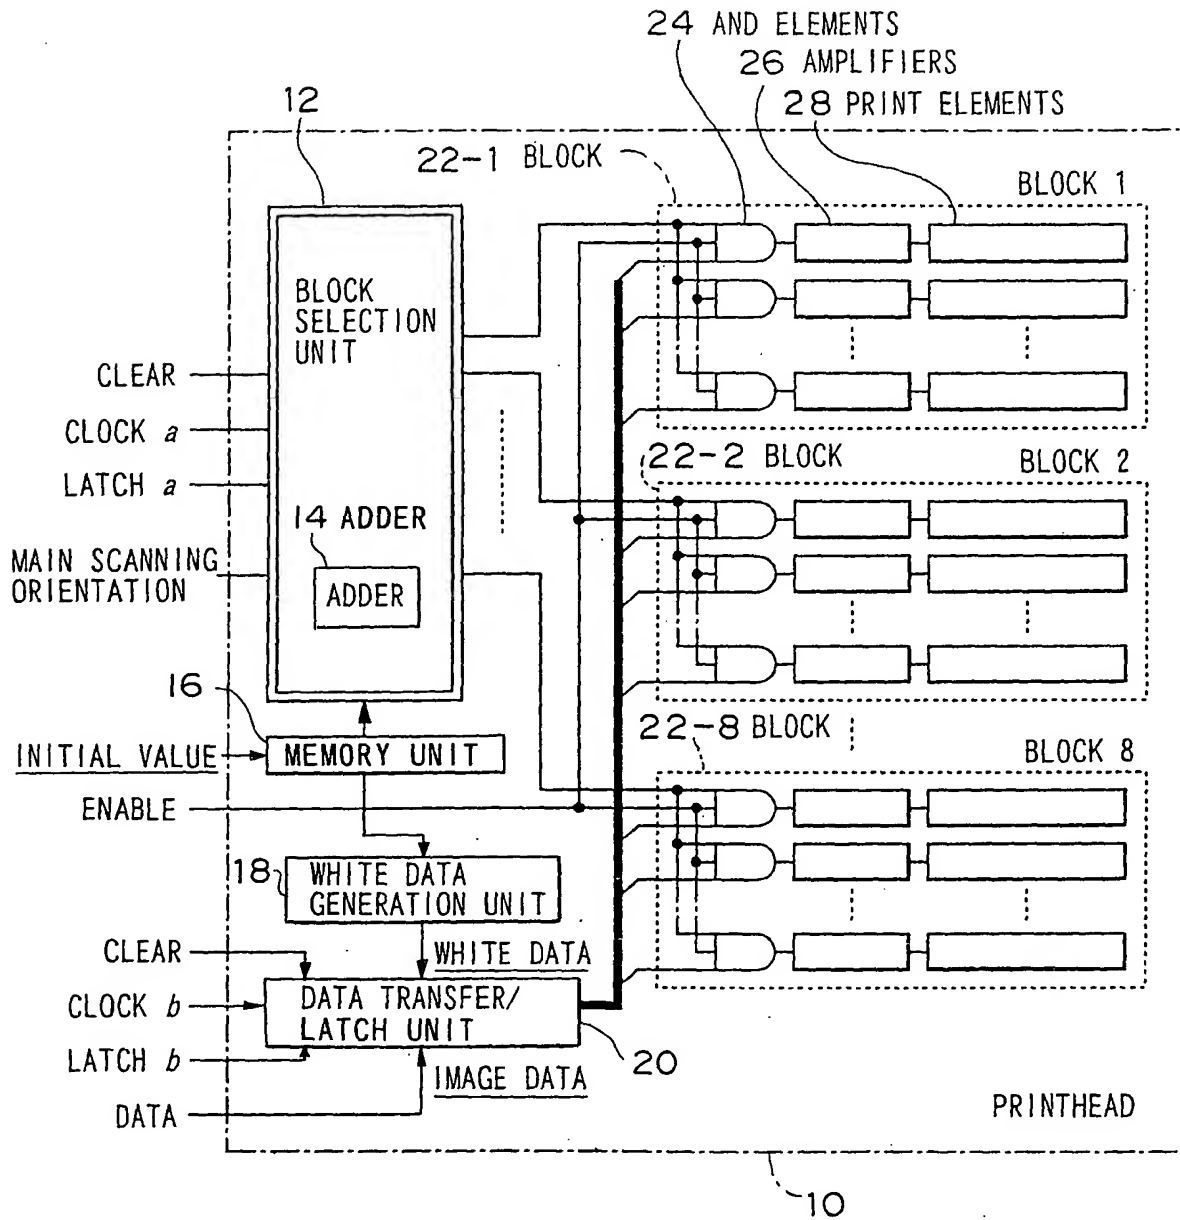 24 AND ELEMENTS
26 AMPLIFIERS
28 PRINT ELEMENTS
12
22-1 BLOCK
BLOCK 1
BLOCK
SELECTION
UNIT
CLEAR
CLOCK a
LATCH a
22-2 BLOCK
BLOCK 2
14 ADDER
MAIN SCANNING
ORIENTATION
ADDER
16
22-8 BLOCK
BLOCK 8
INITIAL VALUE
MEMORY UNIT
ENABLE
18
WHITE DATA
GENERATION UNIT
CLEAR
WHITE DATA
CLOCK b
DATA TRANSFER/
LATCH UNIT
LATCH b
20
IMAGE DATA
DATA
PRINTHEAD
10